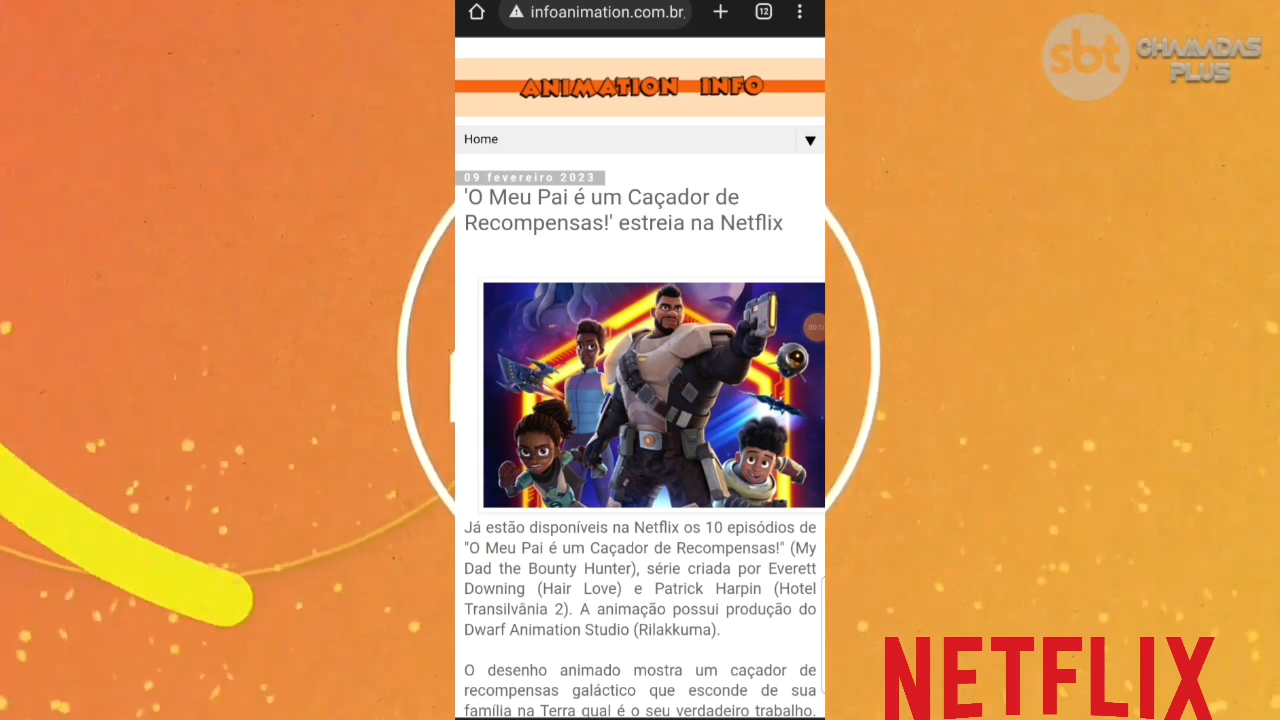 infoanimation.com.br
12
sbt CHAMADAS
PLUS
ANIMATION INFO
Home ▼
09 fevereiro 2023
'O Meu Pai é um Caçador de
Recompensas!' estreia na Netflix
Já estão disponíveis na Netflix os 10 episódios de
"O Meu Pai é um Caçador de Recompensas!" (My
Dad the Bounty Hunter), série criada por Everett
Downing (Hair Love) e Patrick Harpin (Hotel
Transilvânia 2). A animação possui produção do
Dwarf Animation Studio (Rilakkuma).
O desenho animado mostra um caçador de
recompensas galáctico que esconde de sua
família na Terra qual é o seu verdadeiro trabalho.
NETFLIX